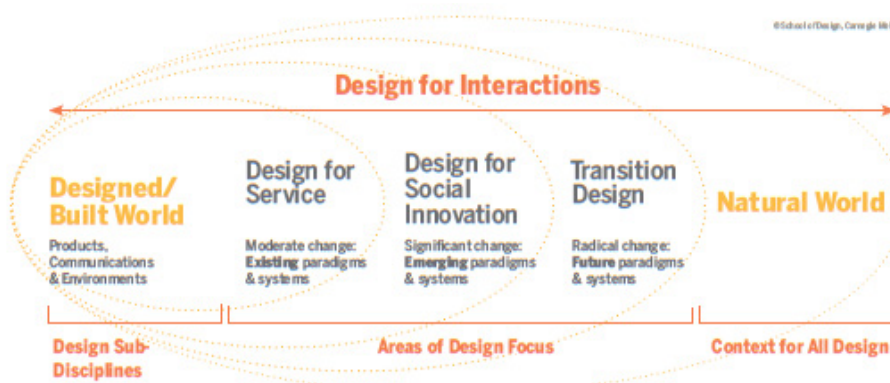 ©School of Design, Carnegie
Design for Interactions
Designed/
Built World
Products,
Communications
& Environments
Design for
Service
Moderate change:
Existing paradigms
& systems
Design for
Social
Innovation
Significant change:
Emerging paradigms
& systems
Transition
Design
Radical change:
Future paradigms
& systems
Natural World
Design Sub-
Disciplines
Areas of Design Focus
Context for All Design